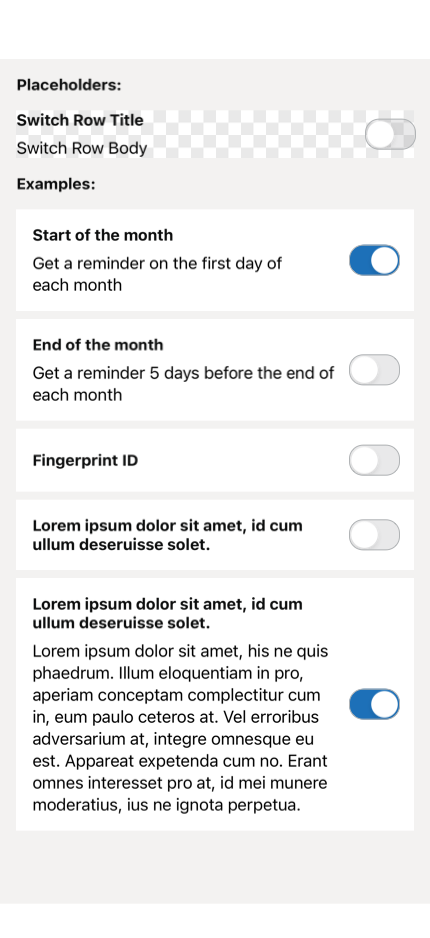 Placeholders:
Switch Row Title
Switch Row Body
Examples:
Start of the month
Get a reminder on the first day of
each month
End of the month
Get a reminder 5 days before the end of
each month
Fingerprint ID
Lorem ipsum dolor sit amet, id cum
ullum deseruisse solet.
Lorem ipsum dolor sit amet, id cum
ullum deseruisse solet.
Lorem ipsum dolor sit amet, his ne quis
phaedrum. Illum eloquentiam in pro,
aperiam conceptam complectitur cum
in, eum paulo ceteros at. Vel erroribus
adversarium at, integre omnesque eu
est. Appareat expetenda cum no. Erant
omnes interesset pro at, id mei munere
moderatius, ius ne ignota perpetua.